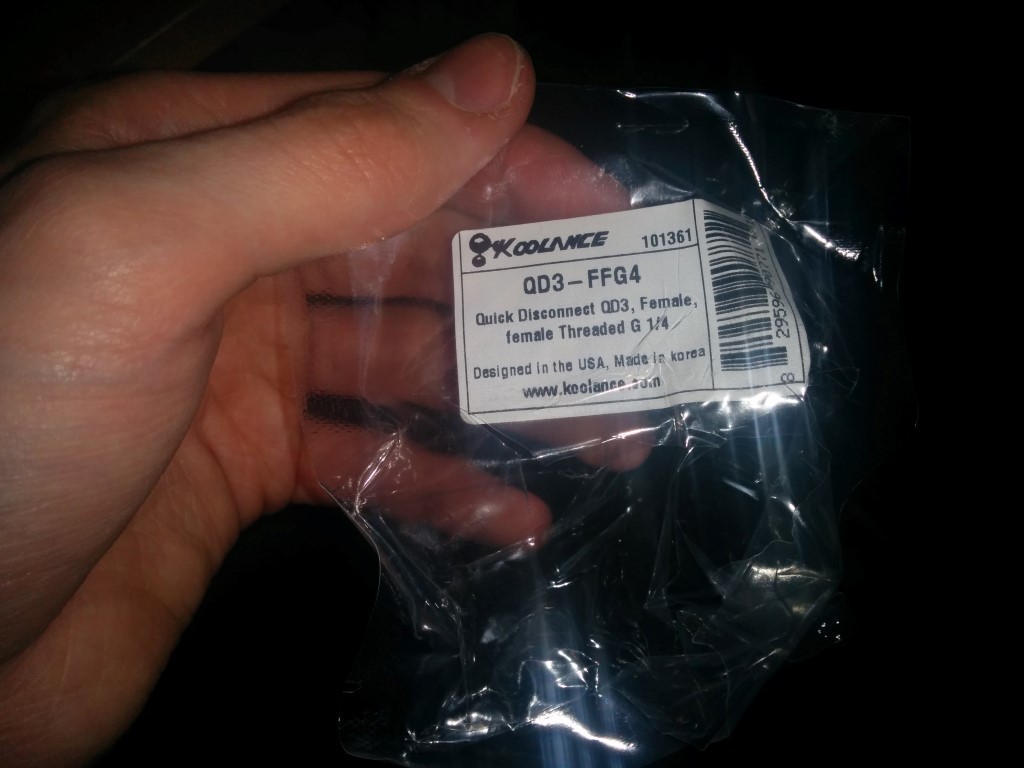 KOOLANCE 101361
QD3-FFG4
Quick Disconnect QD3, Female,
female Threaded G 1/4
Designed in the USA, Made in korea
www.koolance.com